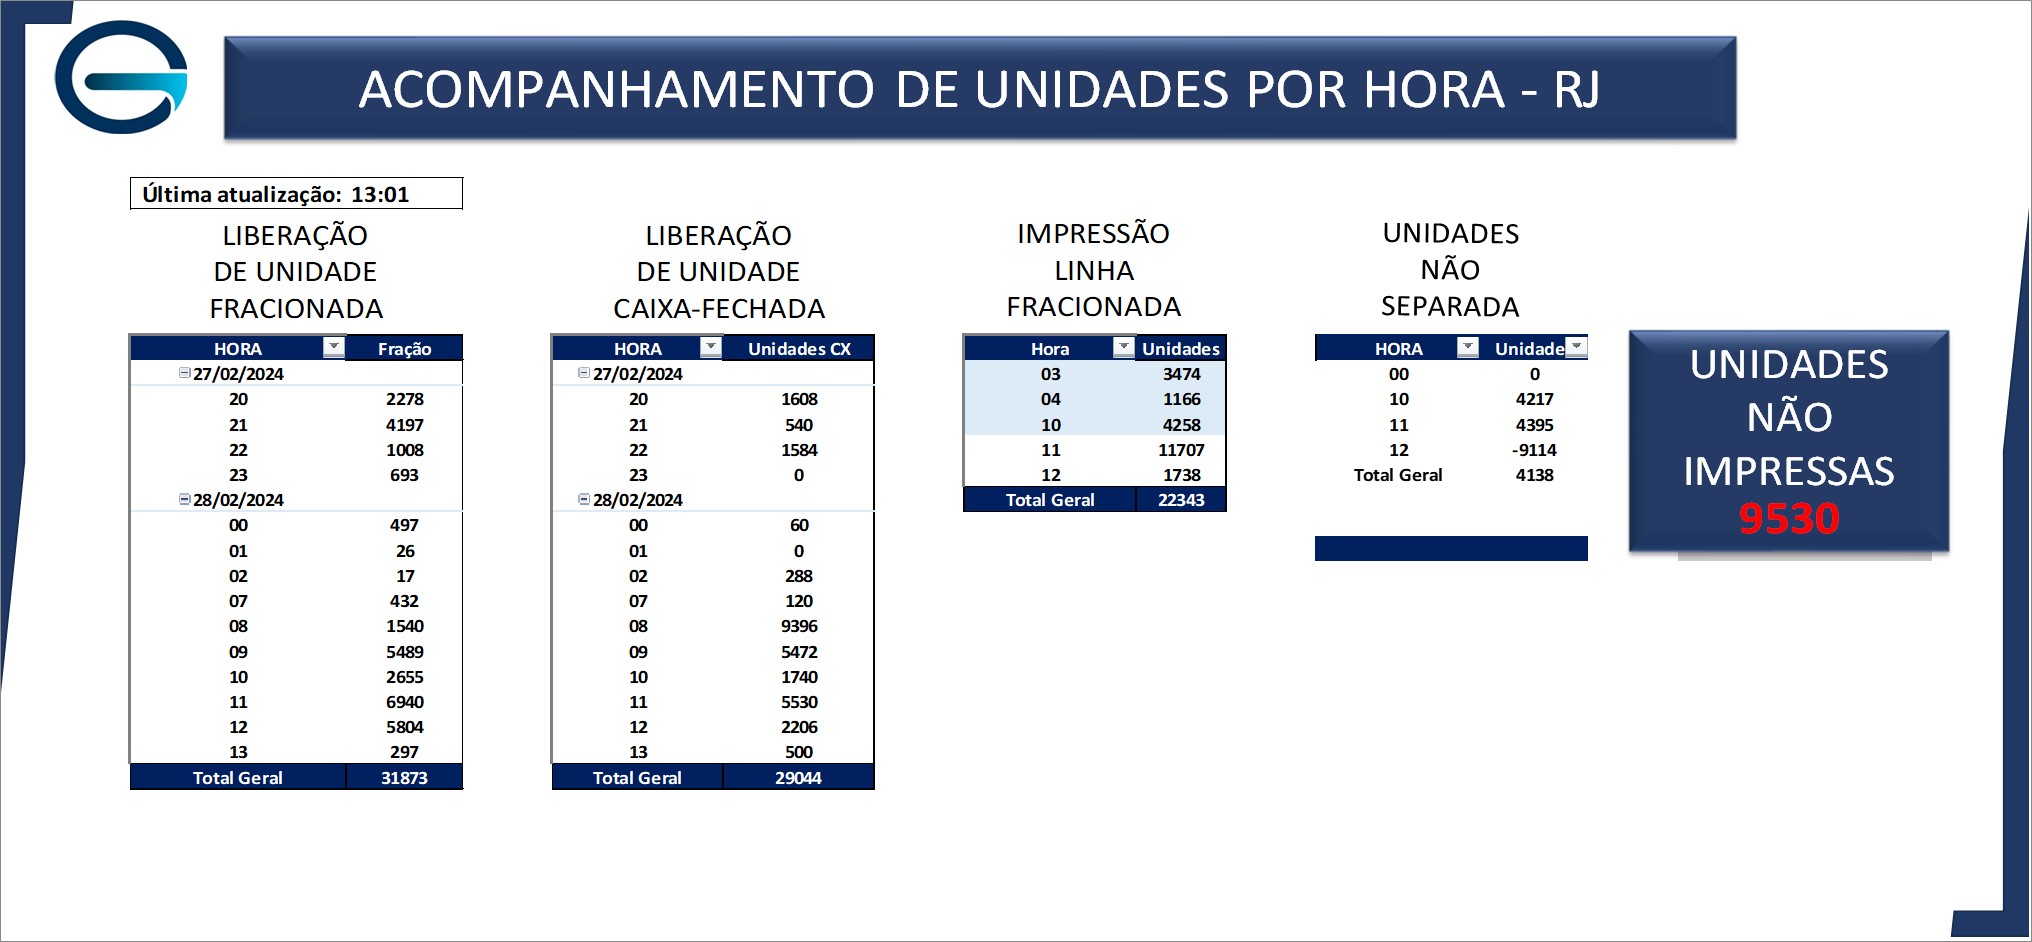 ACOMPANHAMENTO DE UNIDADES POR HORA - RJ
Última atualização: 13:01
LIBERAÇÃO
DE UNIDADE
FRACIONADA
HORA Fração
27/02/2024
20 2278
21 4197
22 1008
23 693
28/02/2024
00 497
01 26
02 17
07 432
08 1540
09 5489
10 2655
11 6940
12 5804
13 297
Total Geral 31873
LIBERAÇÃO
DE UNIDADE
CAIXA-FECHADA
HORA Unidades CX
27/02/2024
20 1608
21 540
22 1584
23 0
28/02/2024
00 60
01 0
02 288
07 120
08 9396
09 5472
10 1740
11 5530
12 2206
13 500
Total Geral 29044
IMPRESSÃO
LINHA
FRACIONADA
Hora Unidades
03 3474
04 1166
10 4258
11 11707
12 1738
Total Geral 22343
UNIDADES
NÃO
SEPARADA
HORA Unidade
00 0
10 4217
11 4395
12 -9114
Total Geral 4138
UNIDADES
NÃO
IMPRESSAS
9530